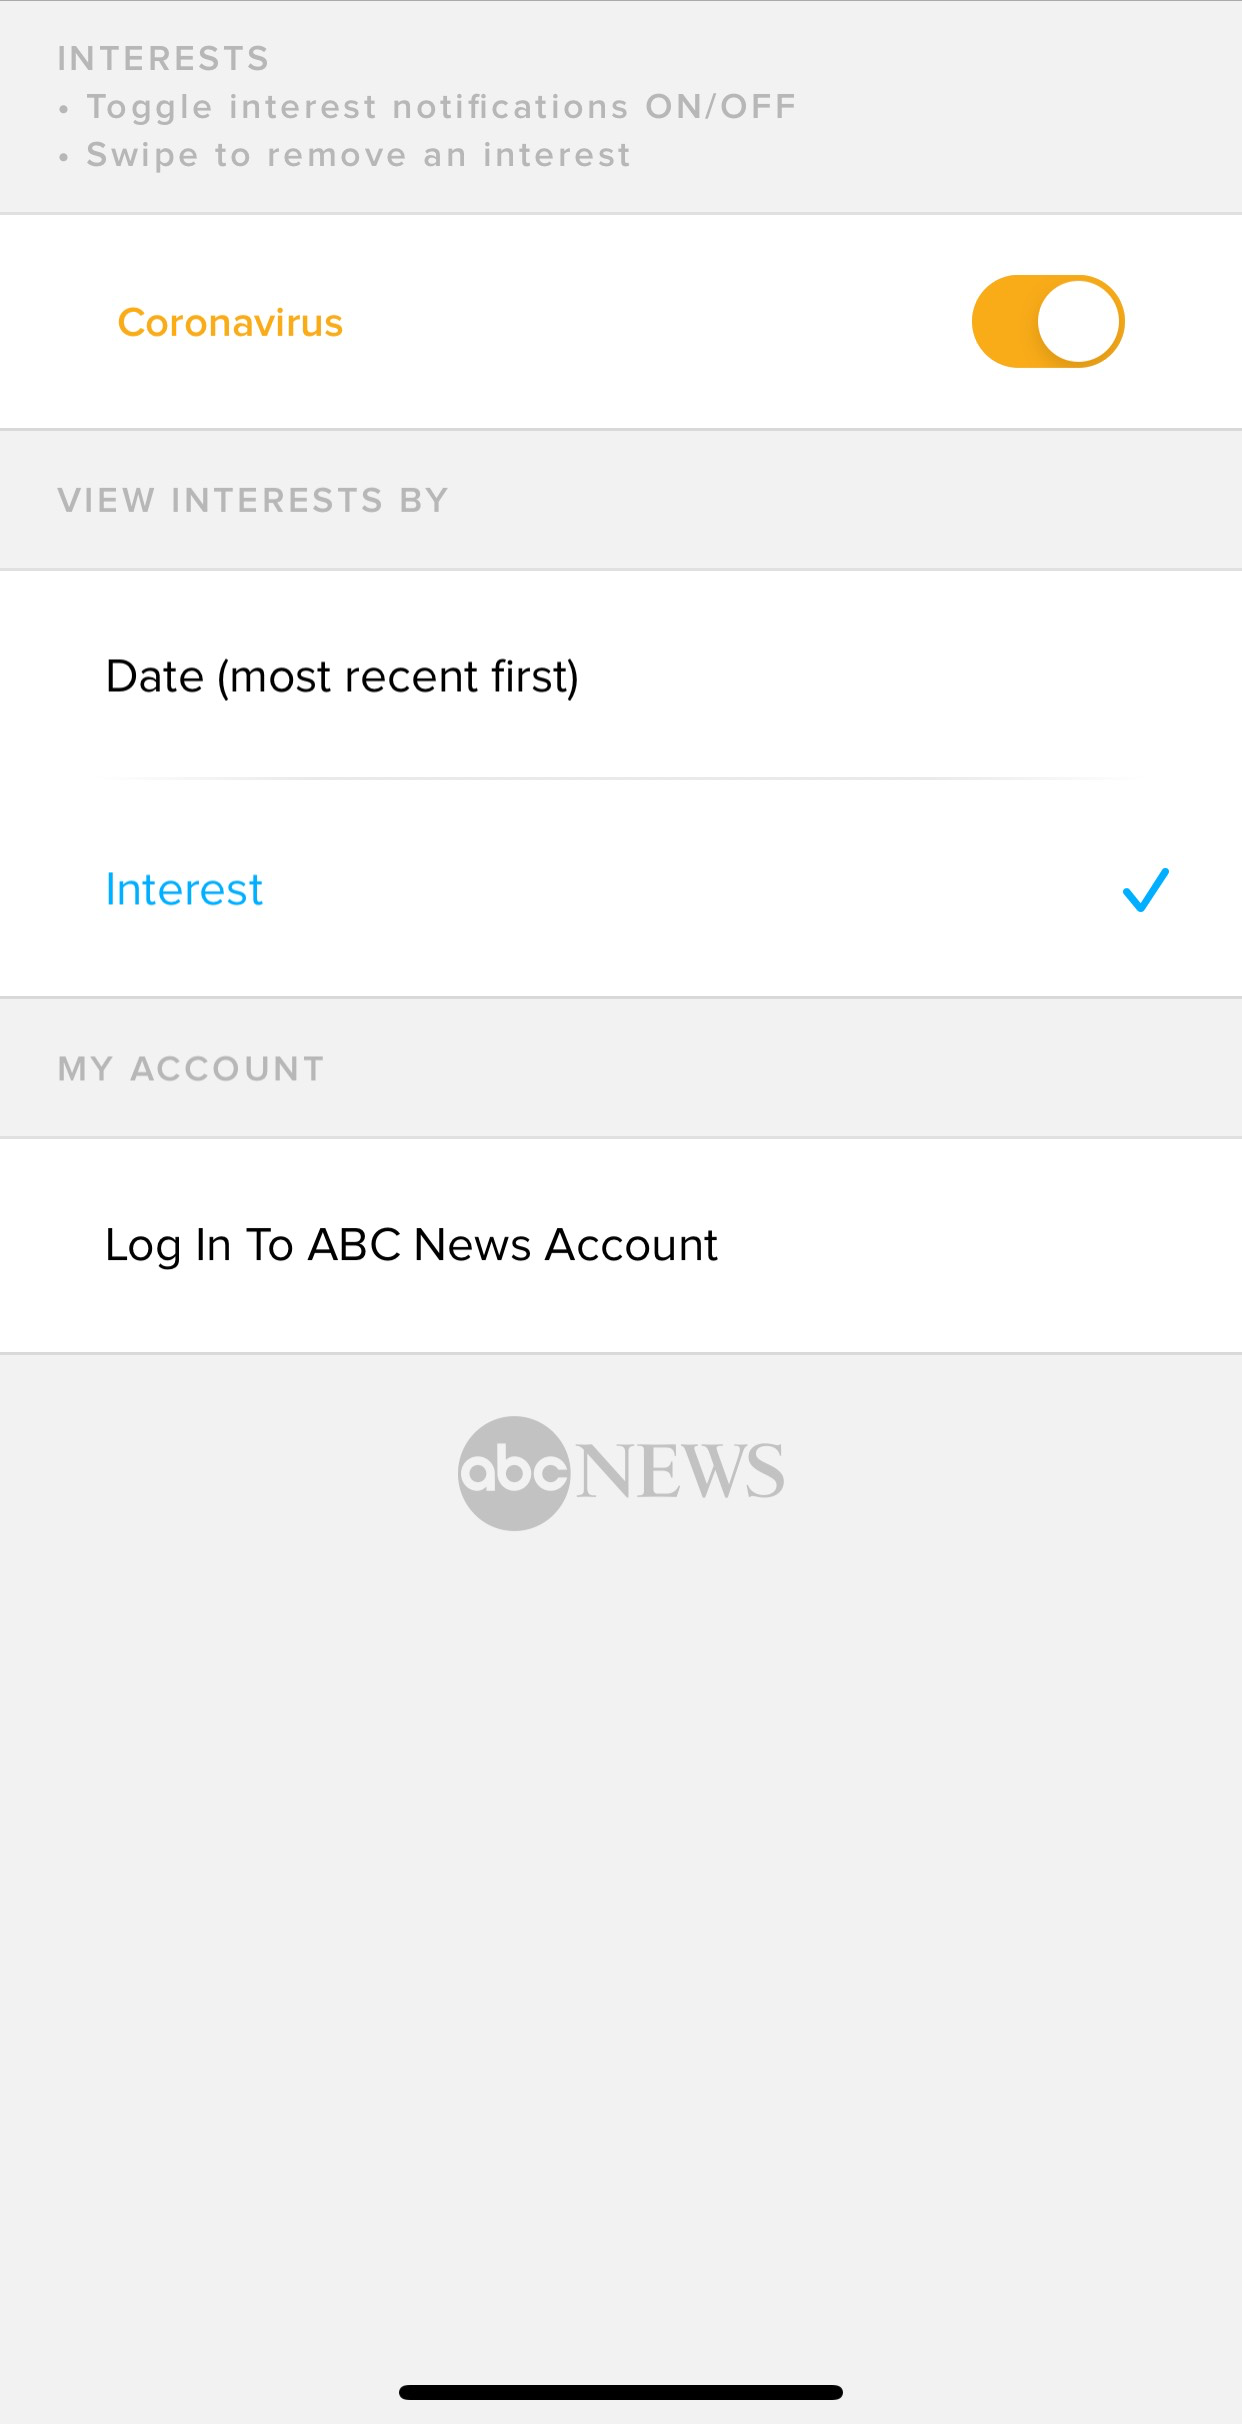 INTERESTS
• Toggle interest notifications ON/OFF
• Swipe to remove an interest
Coronavirus
VIEW INTERESTS BY
Date (most recent first)
Interest
MY ACCOUNT
Log In To ABC News Account
abc NEWS